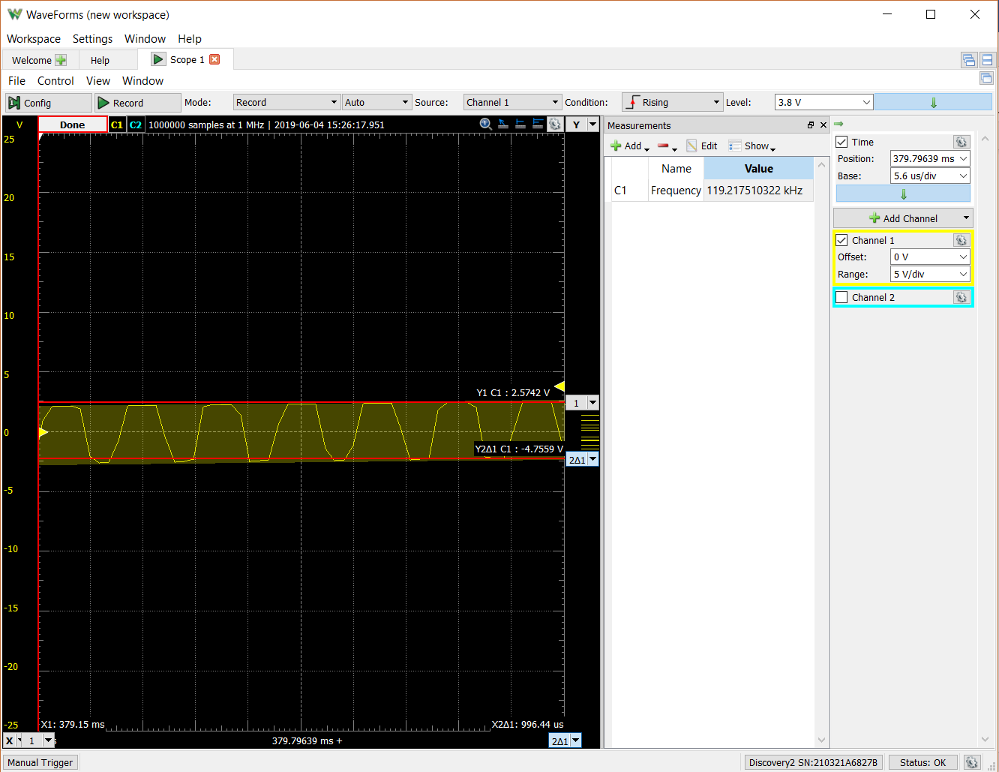 WaveForms (new workspace)
Workspace Settings Window Help
Welcome Help Scope 1
File Control View Window
Config Record Mode: Record Auto Source: Channel 1 Condition: Rising Level: 3.8 V
V Done C1 C2 1000000 samples at 1 MHz | 2019-06-04 15:26:17.951 Y
Measurements
Add Edit Show
Name Value
C1 Frequency 119.217510322 kHz
Time
Position: 379.79639 ms
Base: 5.6 us/div
Add Channel
Channel 1
Offset: 0 V
Range: 5 V/div
Channel 2
25
20
15
10
5
0
-5
-10
-15
-20
-25
Y1 C1 : 2.5742 V
1
Y2Δ1 C1 : -4.7559 V
2Δ1
X1: 379.15 ms X2Δ1: 996.44 us
X 1 379.79639 ms + 2Δ1
Manual Trigger Discovery2 SN:210321A6827B Status: OK